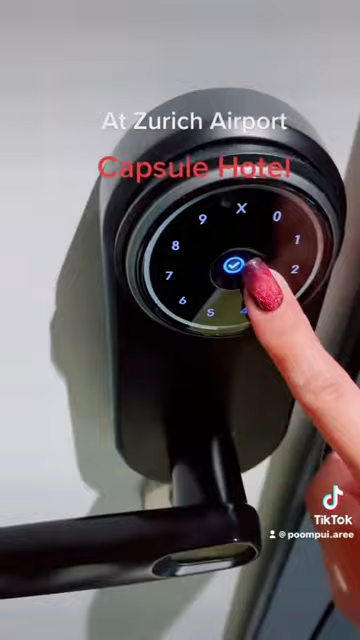 At Zurich Airport
Capsule Hotel
9 X 0
8 1
7 2
6
5 4
TikTok
@poompui.aree